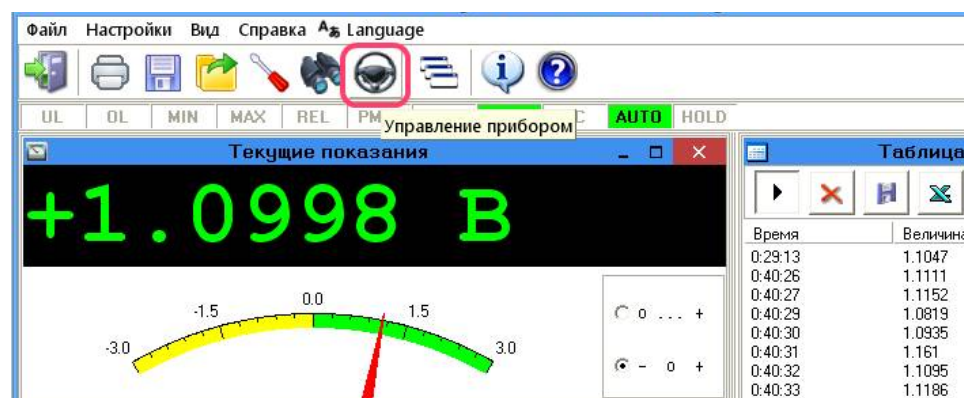 Файл Настройки Вид Справка Aあ Language
UL OL MIN MAX REL AUTO HOLD
Управление прибором
Текущие показания
Таблица
+1.0998 В
Время Величина
0:29:13 1.1047
0:40:26 1.1111
0:40:27 1.1152
0:40:29 1.0819
0:40:30 1.0935
0:40:31 1.161
0:40:32 1.1095
0:40:33 1.1186
-3.0 -1.5 0.0 1.5 3.0
0 ... +
- 0 +